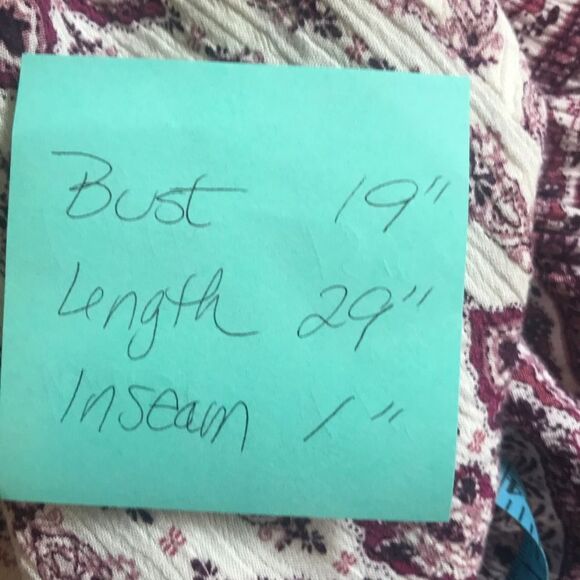 Bust 19"
Length 29"
Inseam 1"